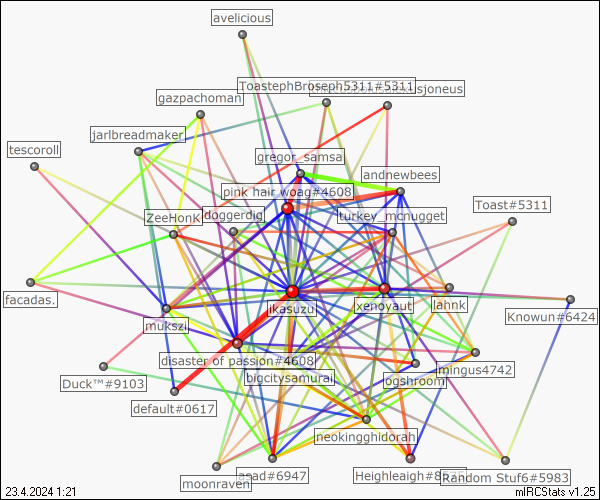 avelicious
ToastephBroseph5311#5311
sjoneus
gazpachoman
jarlbreadmaker
tescoroll
gregor_samsa
andnewbees
pink hair woag#4608
Toast#5311
ZeeHonk
doggerdig
turkey_mcnugget
facadas.
mukszi
ikasuzu
xenoyaut
lahnk
Knowun#6424
disaster of passion#4608
mingus4742
bigcitysamurai
ogshroom
Duck™#9103
default#0617
neokingghidorah
moonraven
asad#6947
Heighleagh#8
Random Stuf6#5983
23.4.2024 1:21
mIRCStats v1.25